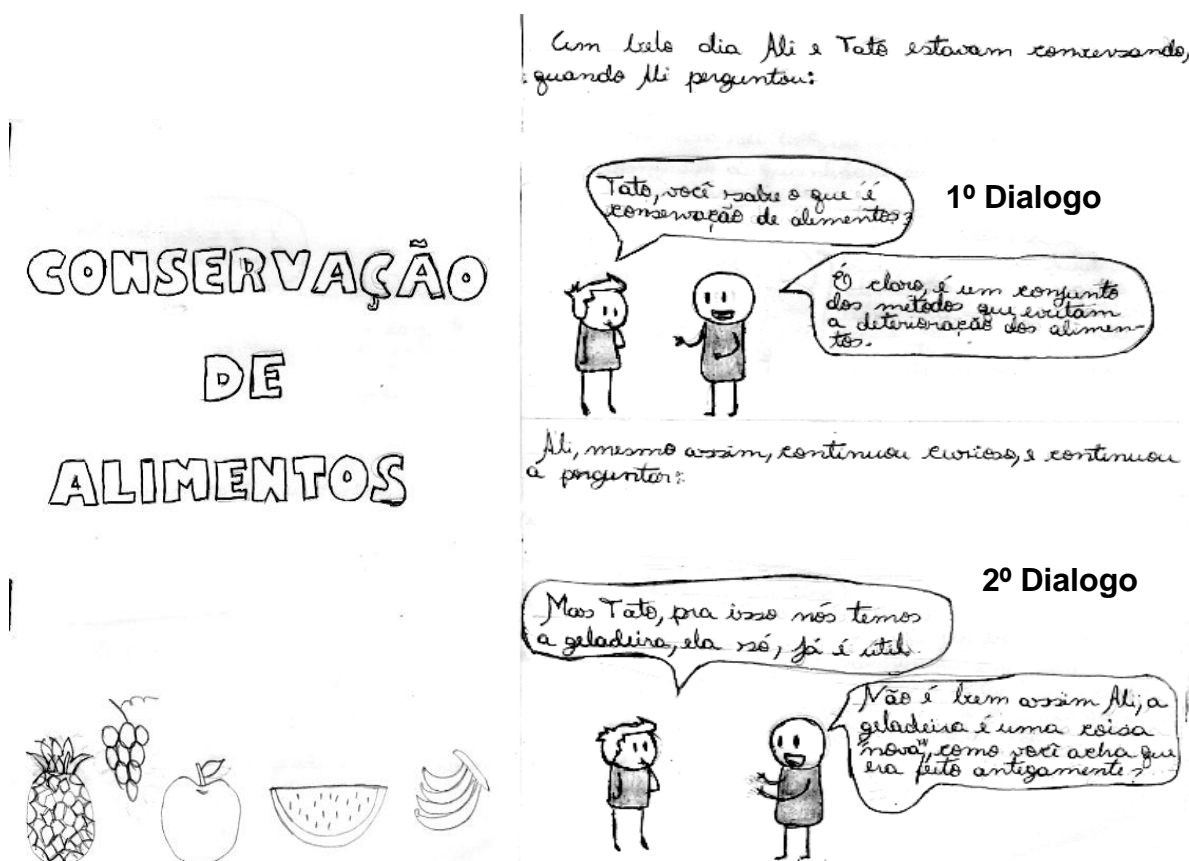 CONSERVAÇÃO
DE
ALIMENTOS
Um belo dia Ali e Tato estavam conversando,
quando Ali perguntou:
1º Dialogo
Tato, você sabe o que é
conservação de alimentos?
É claro, é um conjunto
dos métodos que evitam
a deterioração dos alimen-
tos.
Ali, mesmo assim, continuou curioso, e continuou
a perguntar:
2º Dialogo
Mas Tato, pra isso nós temos
a geladeira, ela só, já é útil.
Não é bem assim Ali, a
geladeira é uma coisa
"nova", como você acha que
era feito antigamente?